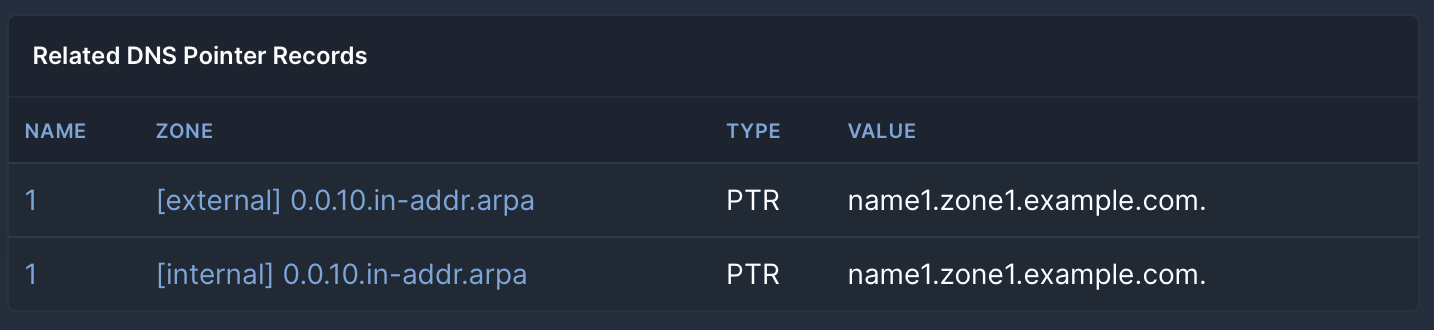 Related DNS Pointer Records
NAME ZONE TYPE VALUE
1 [external] 0.0.10.in-addr.arpa PTR name1.zone1.example.com.
1 [internal] 0.0.10.in-addr.arpa PTR name1.zone1.example.com.